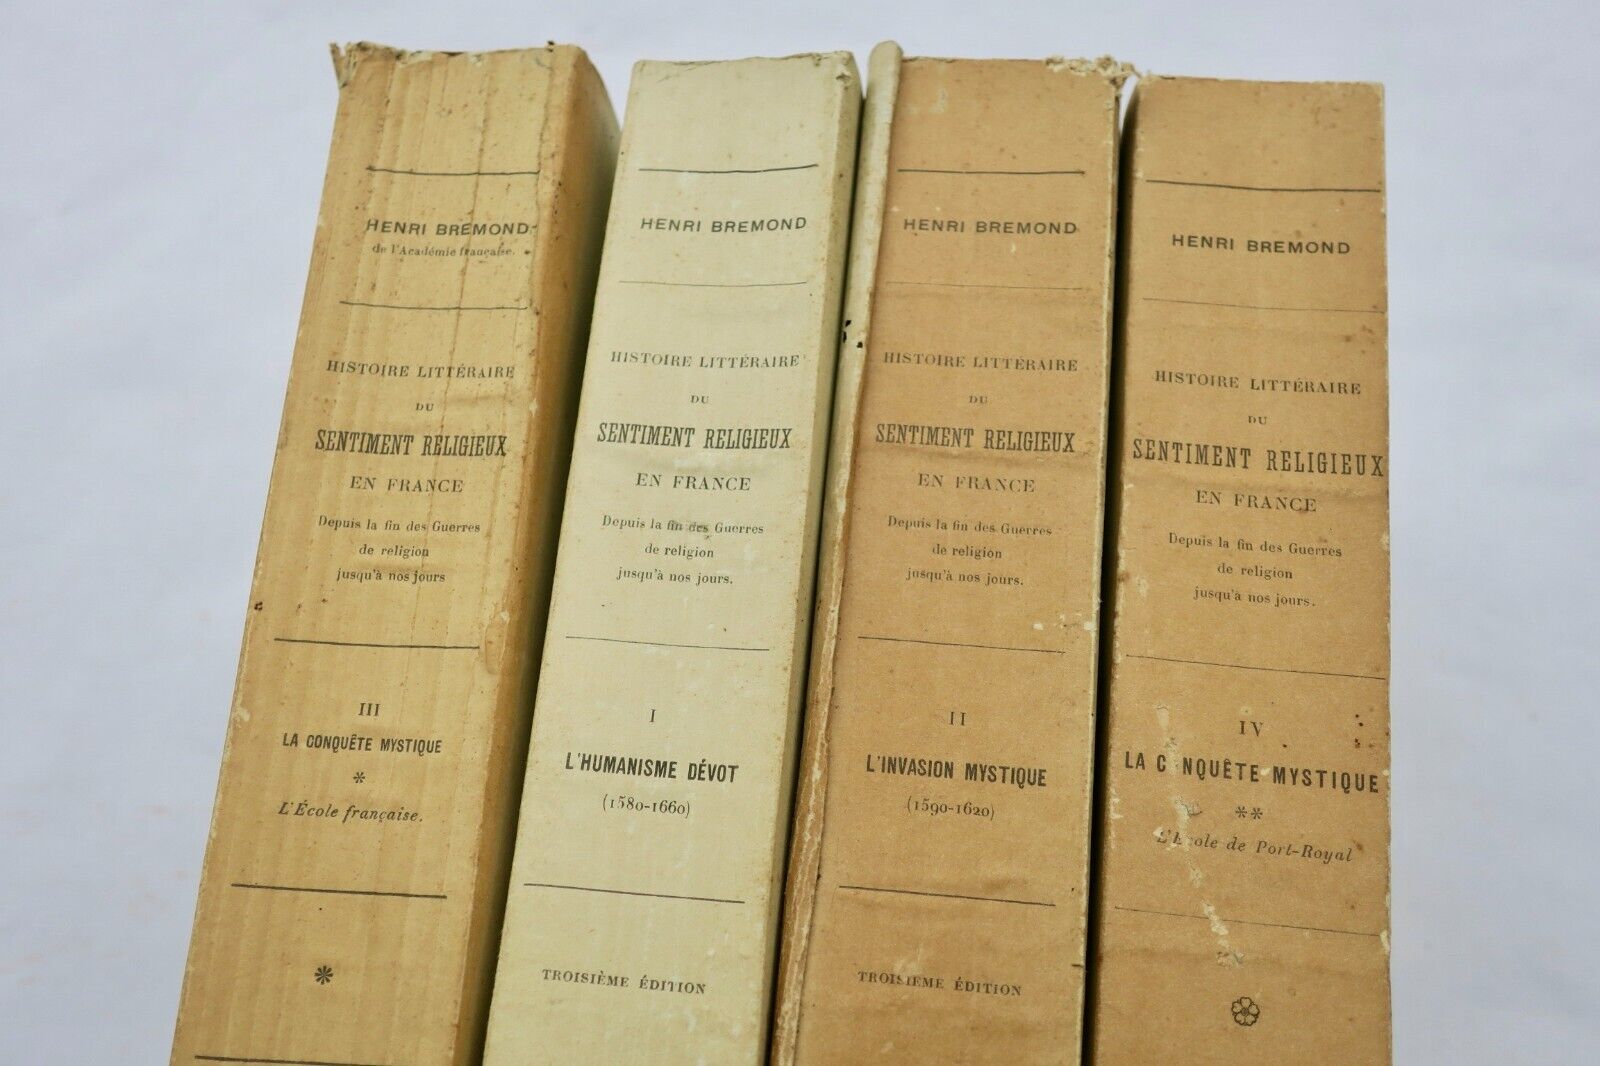 HENRI BREMOND
de l'Académie française.
HISTOIRE LITTÉRAIRE
DU
SENTIMENT RELIGIEUX
EN FRANCE
Depuis la fin des Guerres
de religion
jusqu'à nos jours
III
LA CONQUÊTE MYSTIQUE
*
L'École française.
*
HENRI BREMOND
HISTOIRE LITTÉRAIRE
DU
SENTIMENT RELIGIEUX
EN FRANCE
Depuis la fin des Guerres
de religion
jusqu'à nos jours.
I
L'HUMANISME DÉVOT
(1580-1660)
TROISIÈME ÉDITION
HENRI BREMOND
HISTOIRE LITTÉRAIRE
DU
SENTIMENT RELIGIEUX
EN FRANCE
Depuis la fin des Guerres
de religion
jusqu'à nos jours.
II
L'INVASION MYSTIQUE
(1590-1620)
TROISIEME ÉDITION
HENRI BREMOND
HISTOIRE LITTÉRAIRE
DU
SENTIMENT RELIGIEUX
EN FRANCE
Depuis la fin des Guerres
de religion
jusqu'à nos jours.
IV
LA CONQUÊTE MYSTIQUE
**
L'École de Port-Royal